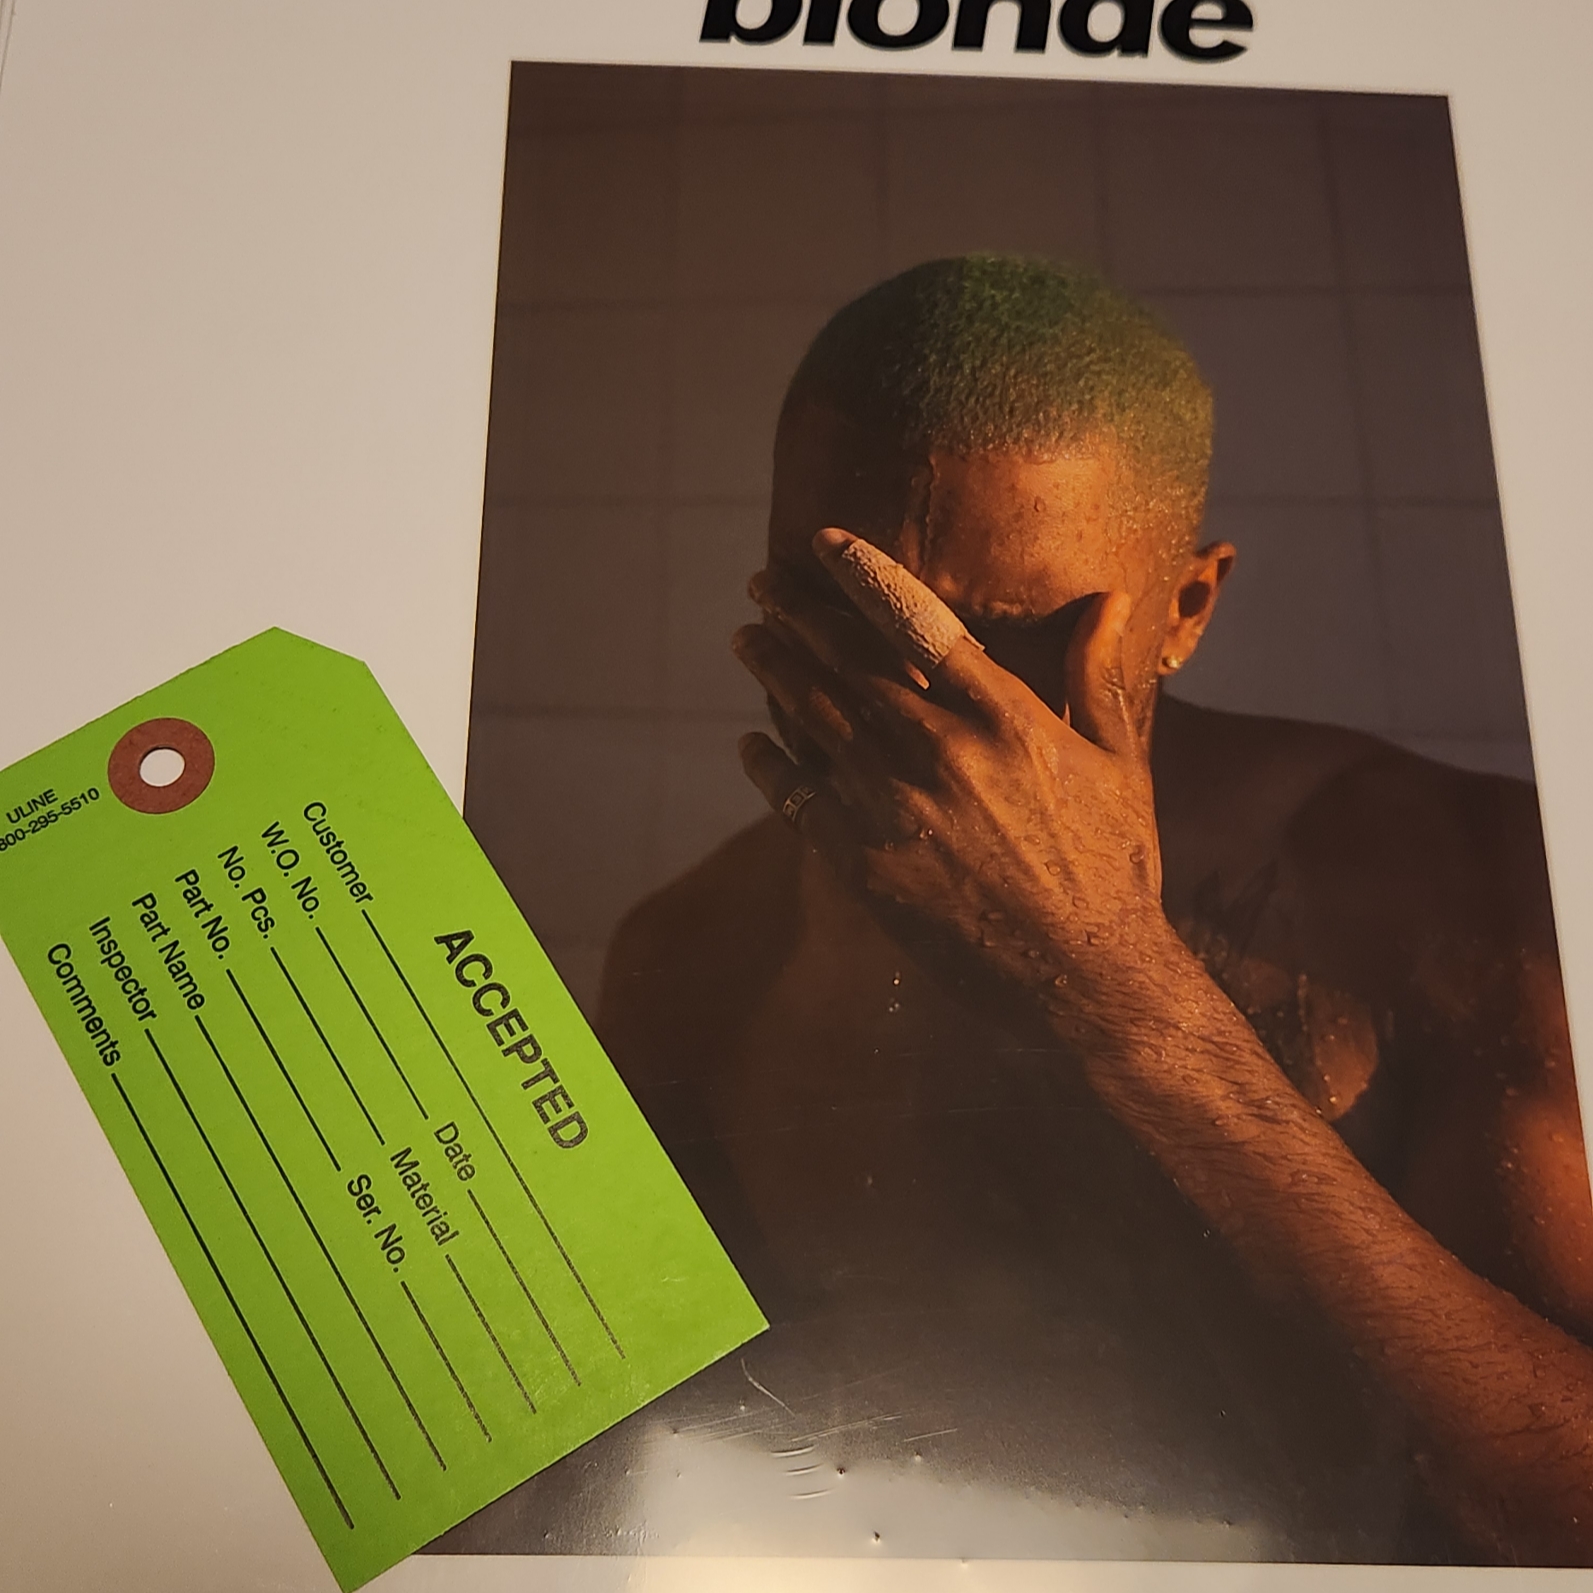 blonde
ULINE
800-295-5510
ACCEPTED
Customer
W.O. No. Date
No. Pcs. Material
Part No. Ser. No.
Part Name
Inspector
Comments